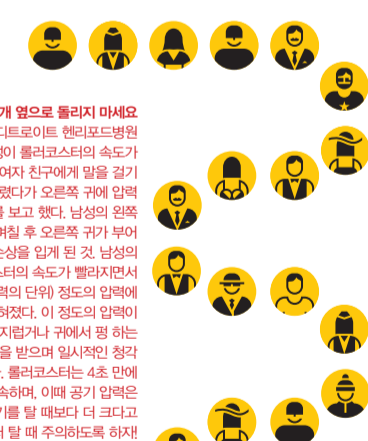 개 옆으로 돌리지 마세요
디트로이트 헨리포드병원
성이 롤러코스터의 속도가
여자 친구에게 말을 걸기
렸다가 오른쪽 귀에 압력
를 보고 했다. 남성의 왼쪽
며칠 후 오른쪽 귀가 부어
손상을 입게 된 것. 남성의
스터의 속도가 빨라지면서
력의 단위) 정도의 압력에
혀졌다. 이 정도의 압력이
지럽거나 귀에서 펑 하는
을 받으며 일시적인 청각
. 롤러코스터는 4초 만에
속하며, 이때 공기 압력은
기를 탈 때보다 더 크다고
터 탈 때 주의하도록 하자!